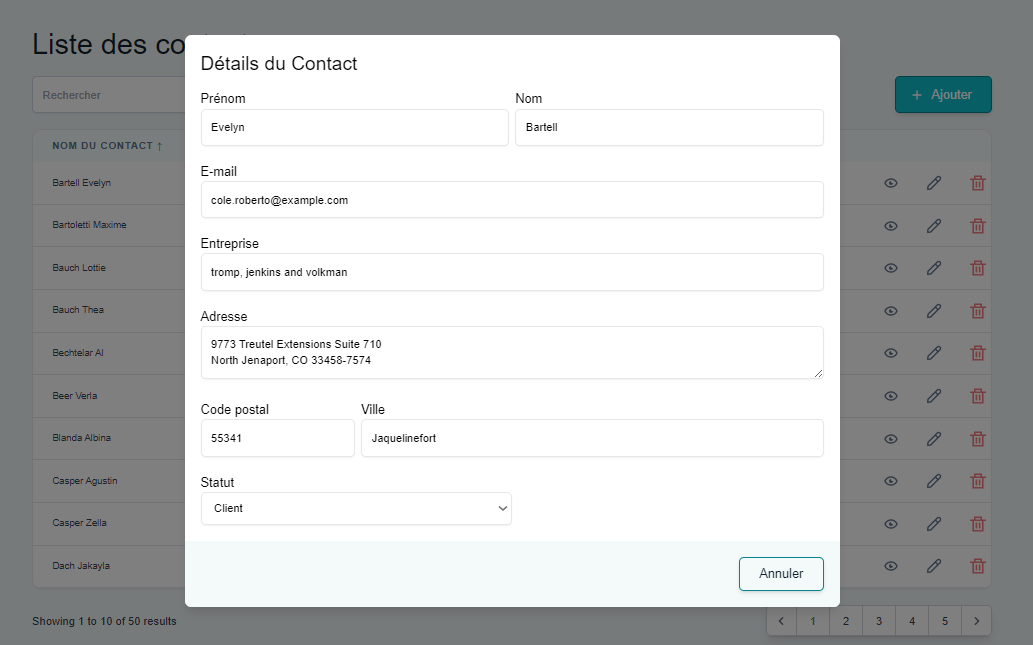 Liste des co
Rechercher
+ Ajouter
NOM DU CONTACT ↑
Bartell Evelyn
Bartoletti Maxime
Bauch Lottie
Bauch Thea
Bechtelar Al
Beer Verla
Blanda Albina
Casper Agustin
Casper Zella
Dach Jakayla
Showing 1 to 10 of 50 results
1 2 3 4 5
Détails du Contact
Prénom Nom
Evelyn Bartell
E-mail
cole.roberto@example.com
Entreprise
tromp, jenkins and volkman
Adresse
9773 Treutel Extensions Suite 710
North Jenaport, CO 33458-7574
Code postal Ville
55341 Jaquelinefort
Statut
Client
Annuler